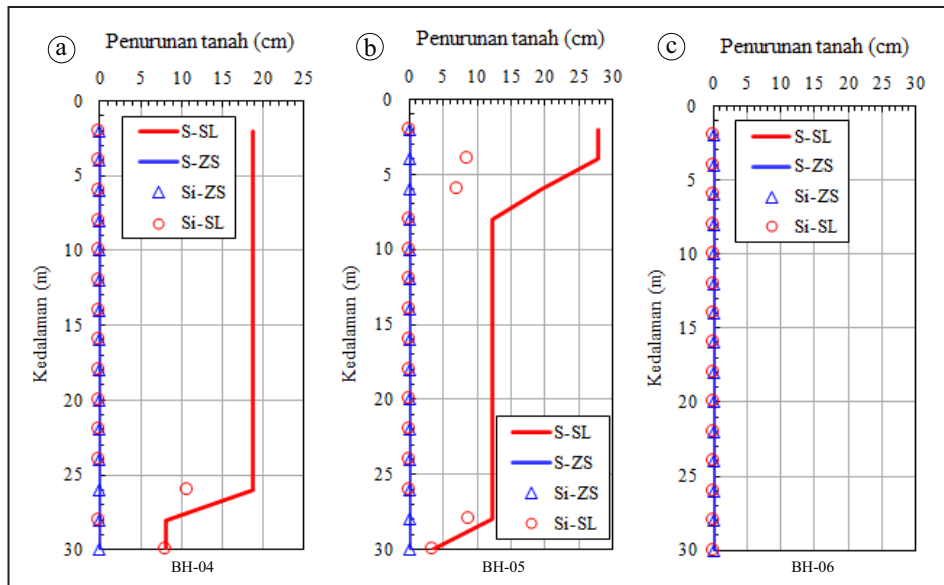 a
Penurunan tanah (cm)
0 5 10 15 20 25
0
5
10
15
20
25
30
Kedalaman (m)
S-SL
S-ZS
Si-ZS
Si-SL
BH-04
b
Penurunan tanah (cm)
0 5 10 15 20 25 30
0
5
10
15
20
25
30
Kedalaman (m)
S-SL
S-ZS
Si-ZS
Si-SL
BH-05
c
Penurunan tanah (cm)
0 5 10 15 20 25 30
0
5
10
15
20
25
30
Kedalaman (m)
S-SL
S-ZS
Si-ZS
Si-SL
BH-06